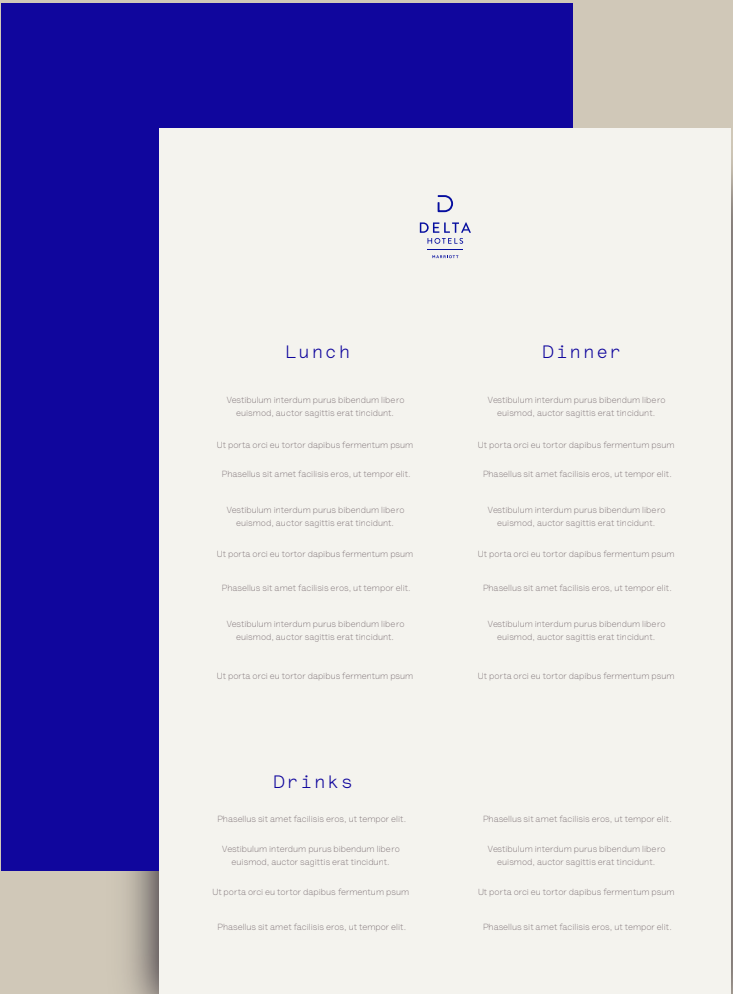 D
DELTA
HOTELS
MARRIOTT
Lunch
Vestibulum interdum purus bibendum libero
euismod, auctor sagittis erat tincidunt.
Ut porta orci eu tortor dapibus fermentum psum
Phasellus sit amet facilisis eros, ut tempor elit.
Vestibulum interdum purus bibendum libero
euismod, auctor sagittis erat tincidunt.
Ut porta orci eu tortor dapibus fermentum psum
Phasellus sit amet facilisis eros, ut tempor elit.
Vestibulum interdum purus bibendum libero
euismod, auctor sagittis erat tincidunt.
Ut porta orci eu tortor dapibus fermentum psum
Dinner
Vestibulum interdum purus bibendum libero
euismod, auctor sagittis erat tincidunt.
Ut porta orci eu tortor dapibus fermentum psum
Phasellus sit amet facilisis eros, ut tempor elit.
Vestibulum interdum purus bibendum libero
euismod, auctor sagittis erat tincidunt.
Ut porta orci eu tortor dapibus fermentum psum
Phasellus sit amet facilisis eros, ut tempor elit.
Vestibulum interdum purus bibendum libero
euismod, auctor sagittis erat tincidunt.
Ut porta orci eu tortor dapibus fermentum psum
Drinks
Phasellus sit amet facilisis eros, ut tempor elit.
Vestibulum interdum purus bibendum libero
euismod, auctor sagittis erat tincidunt.
Ut porta orci eu tortor dapibus fermentum psum
Phasellus sit amet facilisis eros, ut tempor elit.
Phasellus sit amet facilisis eros, ut tempor elit.
Vestibulum interdum purus bibendum libero
euismod, auctor sagittis erat tincidunt.
Ut porta orci eu tortor dapibus fermentum psum
Phasellus sit amet facilisis eros, ut tempor elit.